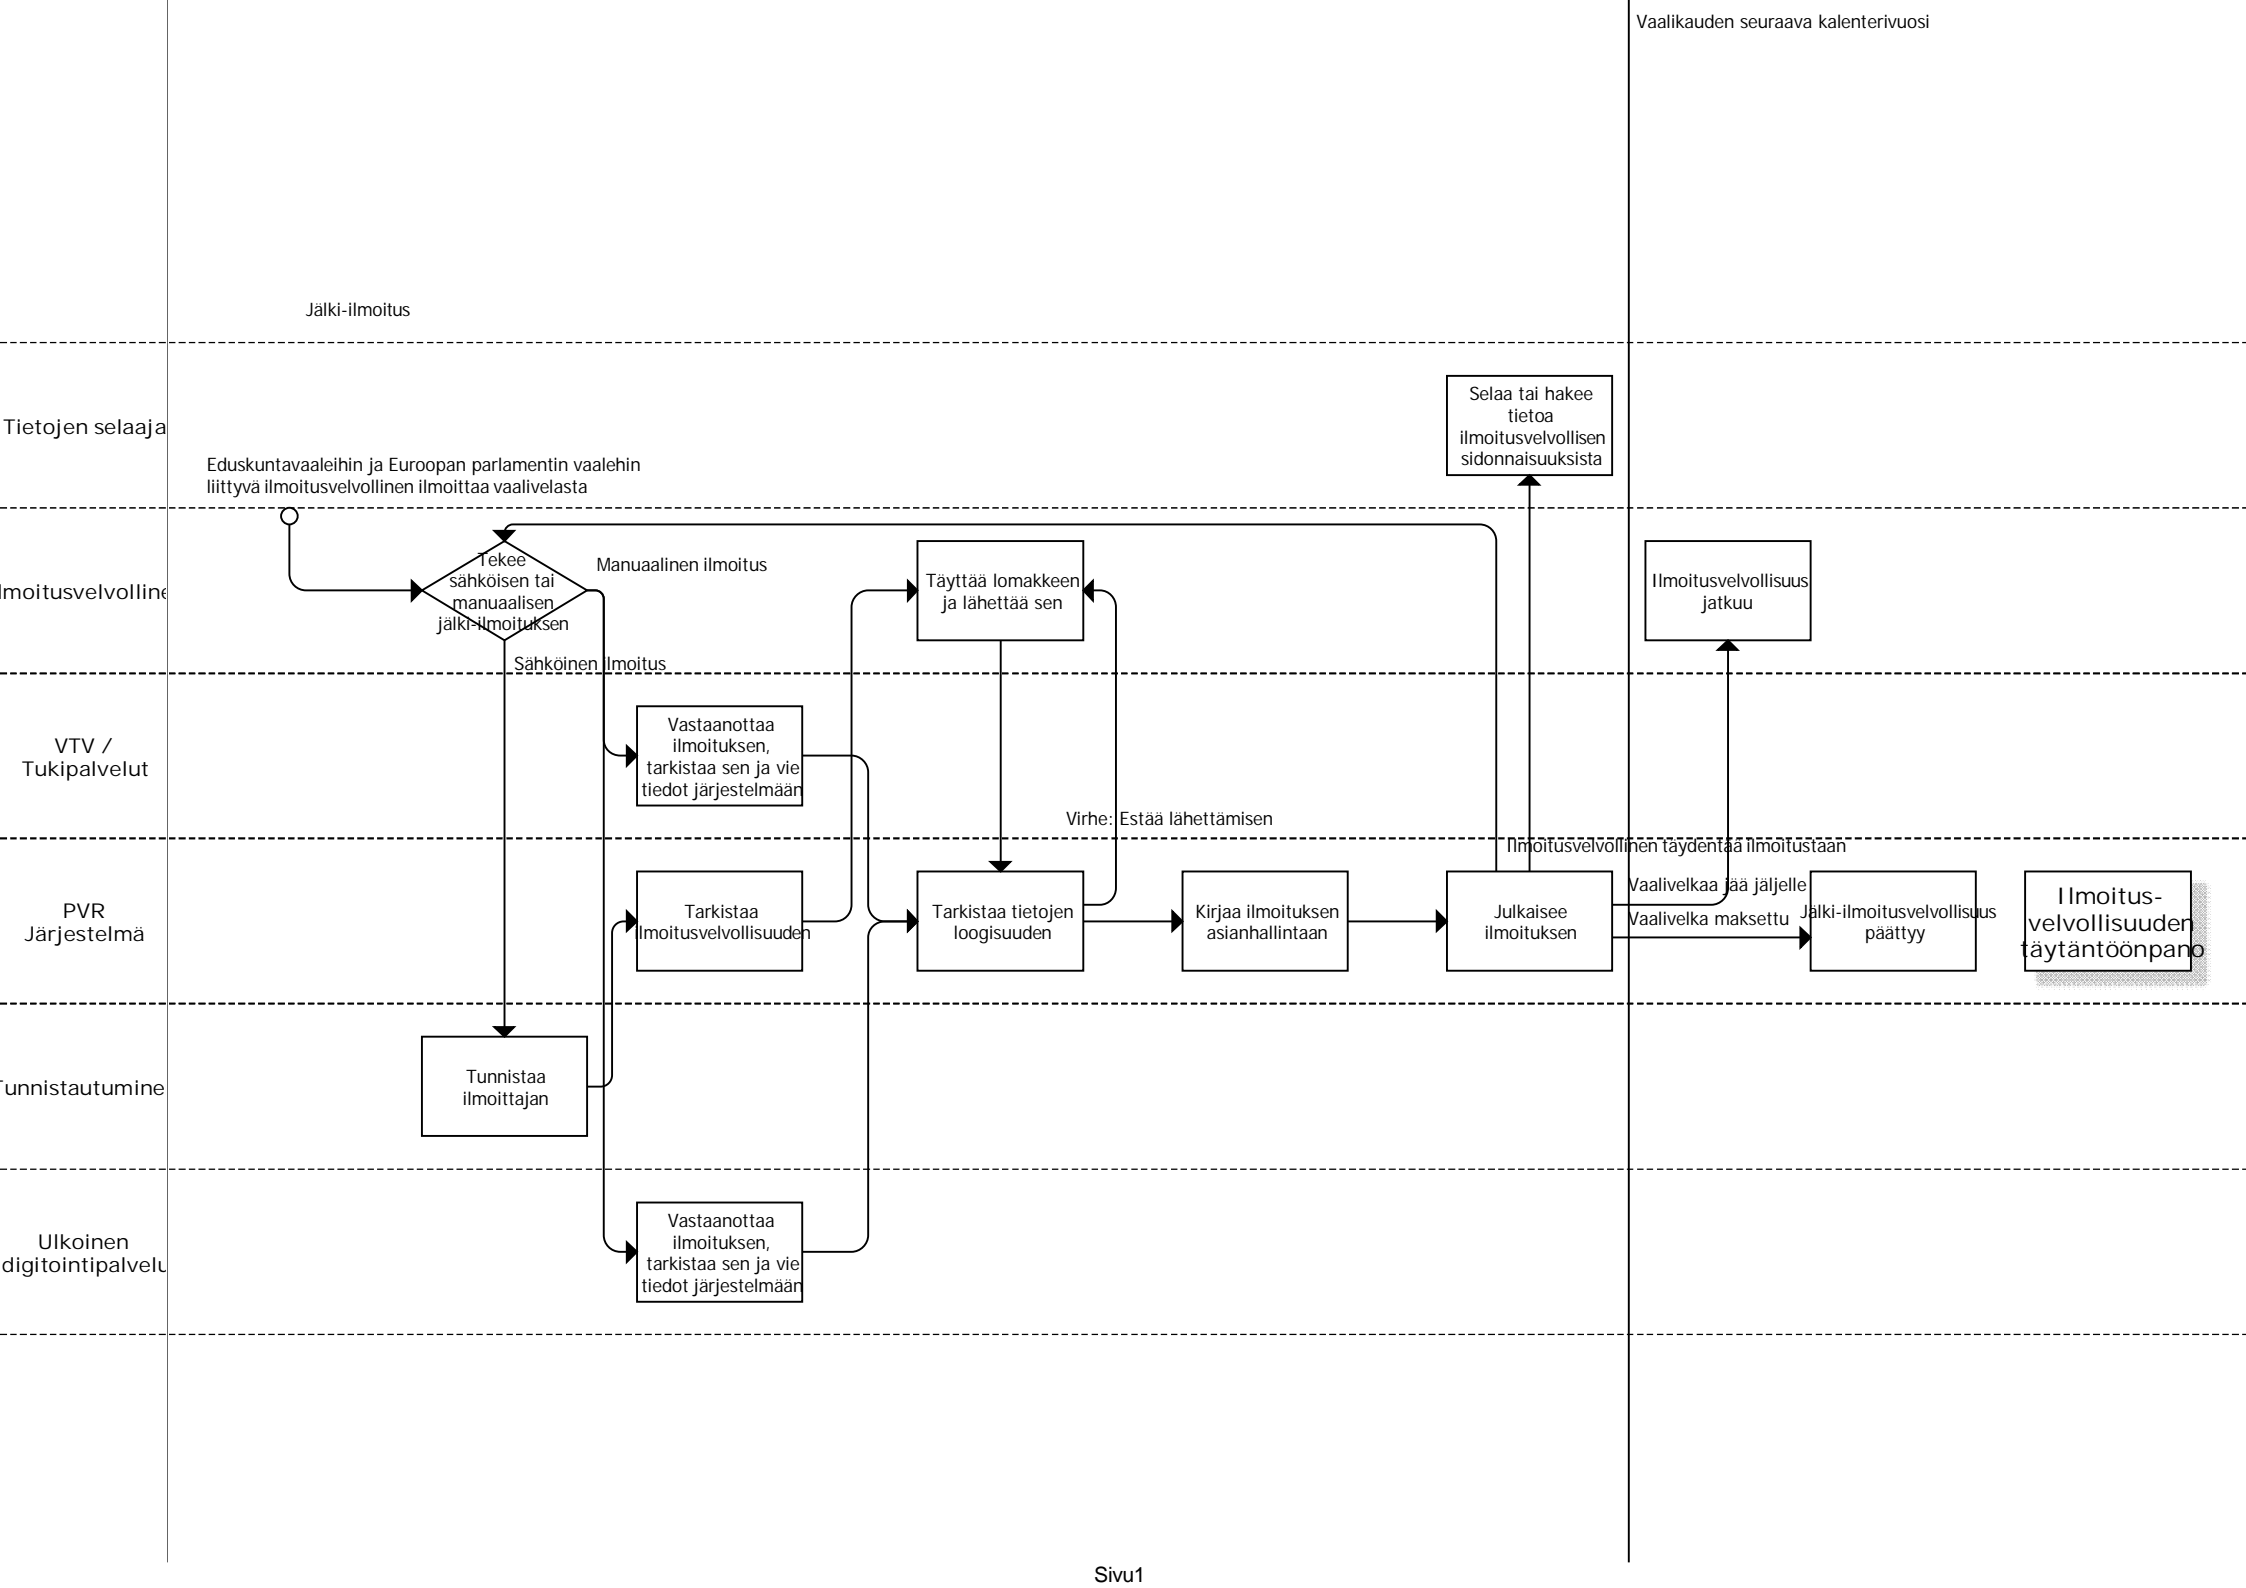 Vaalikauden seuraava kalenterivuosi
Jälki-ilmoitus
Tietojen selaaja
Selaa tai hakee
tietoa
ilmoitusvelvollisen
sidonnaisuuksista
Eduskuntavaaleihin ja Euroopan parlamentin vaalehin
liittyvä ilmoitusvelvollinen ilmoittaa vaalivelasta
lmoitusvelvolline
Tekee
sähköisen tai
manuaalisen
jälki-ilmoituksen
Manuaalinen ilmoitus
Sähköinen ilmoitus
Täyttää lomakkeen
ja lähettää sen
Ilmoitusvelvollisuus
jatkuu
VTV /
Tukipalvelut
Vastaanottaa
ilmoituksen,
tarkistaa sen ja vie
tiedot järjestelmään
Virhe: Estää lähettämisen
Ilmoitusvelvollinen täydentää ilmoitustaan
PVR
Järjestelmä
Tarkistaa
ilmoitusvelvollisuuden
Tarkistaa tietojen
loogisuuden
Kirjaa ilmoituksen
asianhallintaan
Julkaisee
ilmoituksen
Vaalivelkaa jää jäljelle
Vaalivelka maksettu
Jälki-ilmoitusvelvollisuus
päättyy
Ilmoitus-
velvollisuuden
täytäntöönpano
Tunnistautumine
Tunnistaa
ilmoittajan
Ulkoinen
digitointipalvelu
Vastaanottaa
ilmoituksen,
tarkistaa sen ja vie
tiedot järjestelmään
Sivu1